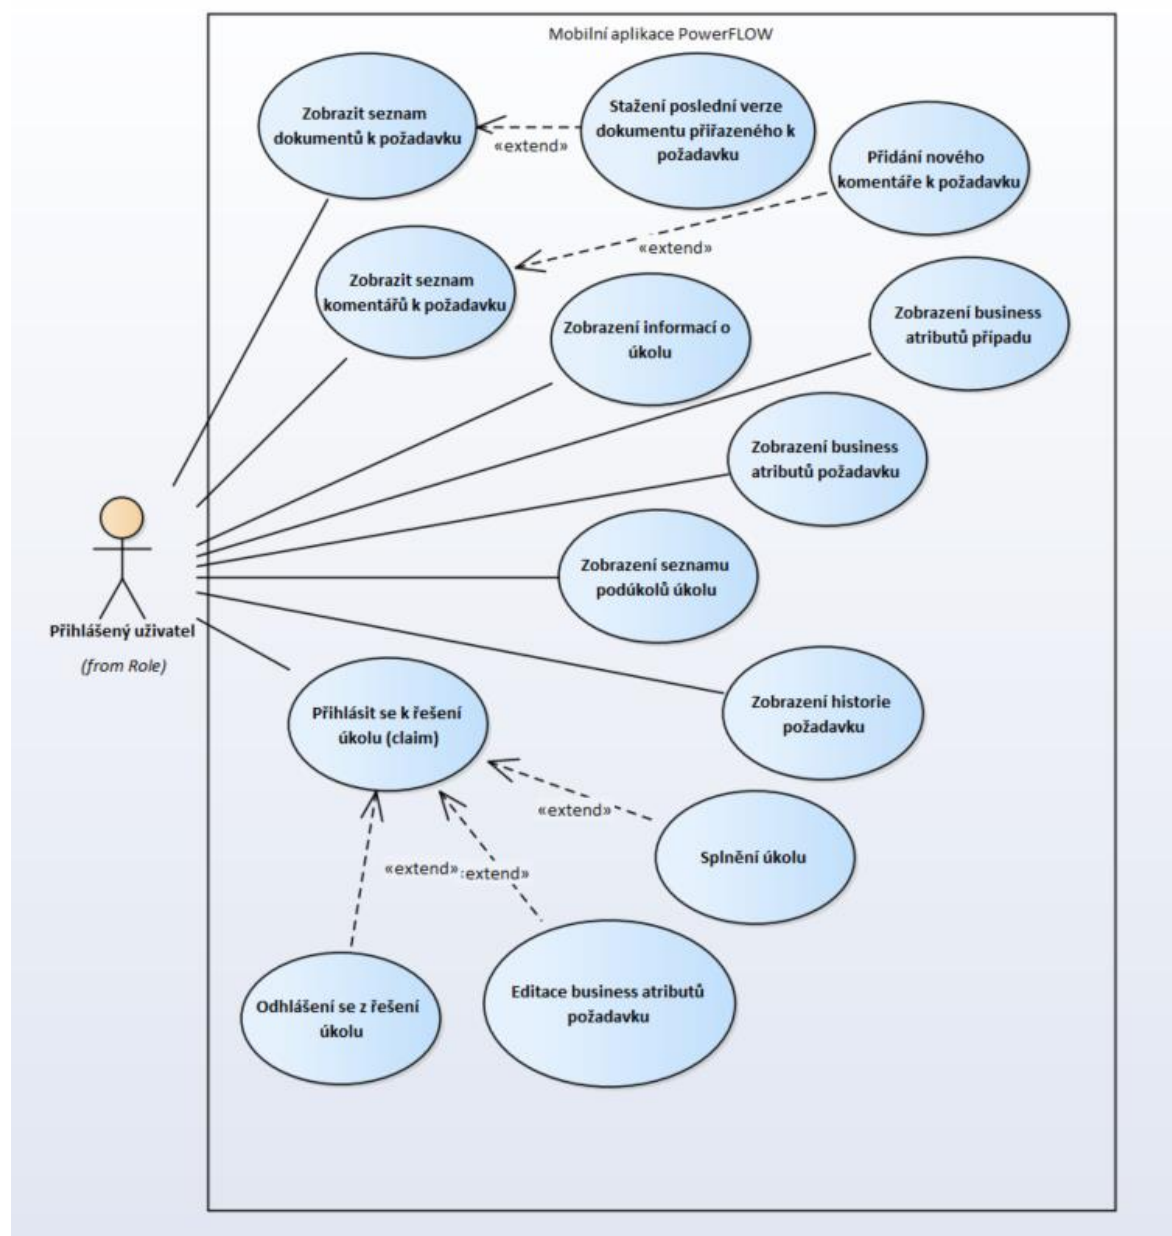 Mobilní aplikace PowerFLOW
Zobrazit seznam
dokumentů k požadavku
«extend»
Stažení poslední verze
dokumentu přiřazeného k
požadavku
Přidání nového
komentáře k požadavku
«extend»
Zobrazit seznam
komentářů k požadavku
Zobrazení informací o
úkolu
Zobrazení business
atributů případu
Zobrazení business
atributů požadavku
Zobrazení seznamu
podúkolů úkolu
Přihlášený uživatel
(from Role)
Přihlásit se k řešení
úkolu (claim)
Zobrazení historie
požadavku
«extend»
Splnění úkolu
«extend»
extend»
Odhlášení se z řešení
úkolu
Editace business atributů
požadavku